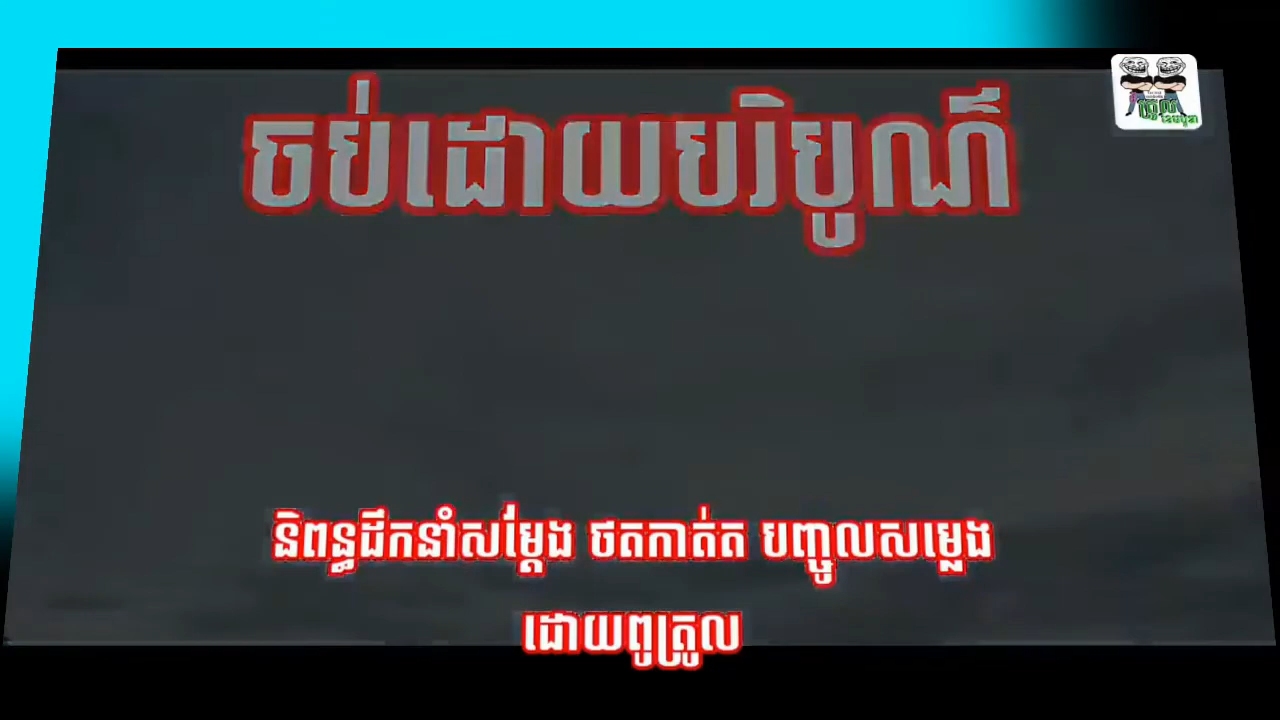 ចប់ដោយបរិបូណ៌
និពន្ធដឹកនាំសម្តែង ថតកាត់ត បញ្ចូលសម្លេង
ដោយពូត្រូល